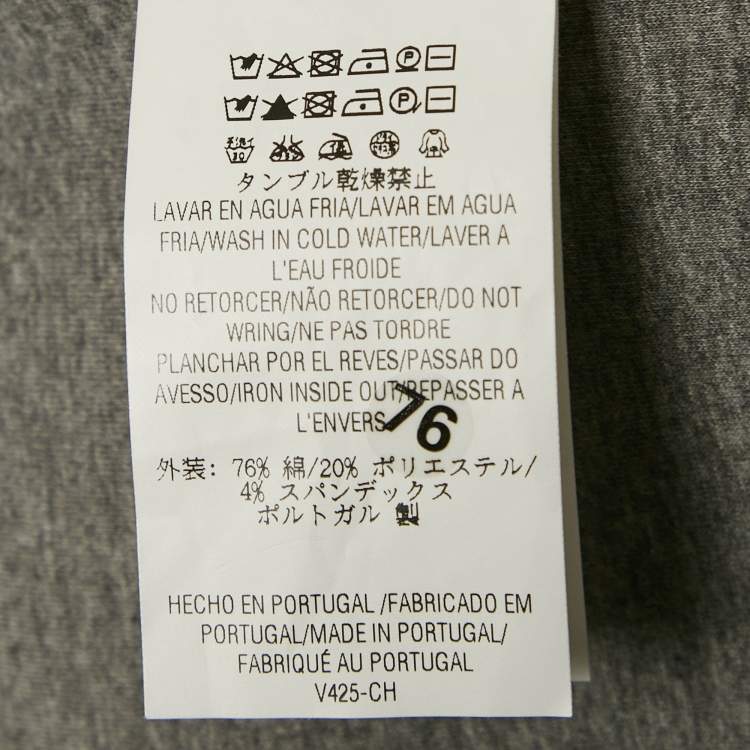 タンブル乾燥禁止
LAVAR EN AGUA FRIA/LAVAR EM AGUA
FRIA/WASH IN COLD WATER/LAVER A
L'EAU FROIDE
NO RETORCER/NÃO RETORCER/DO NOT
WRING/NE PAS TORDRE
PLANCHAR POR EL REVES/PASSAR DO
AVESSO/IRON INSIDE OUT/REPASSER A
L'ENVERS
76
外装: 76% 綿/20% ポリエステル/
4% スパンデックス
ポルトガル 製
HECHO EN PORTUGAL /FABRICADO EM
PORTUGAL/MADE IN PORTUGAL/
FABRIQUÉ AU PORTUGAL
V425-CH